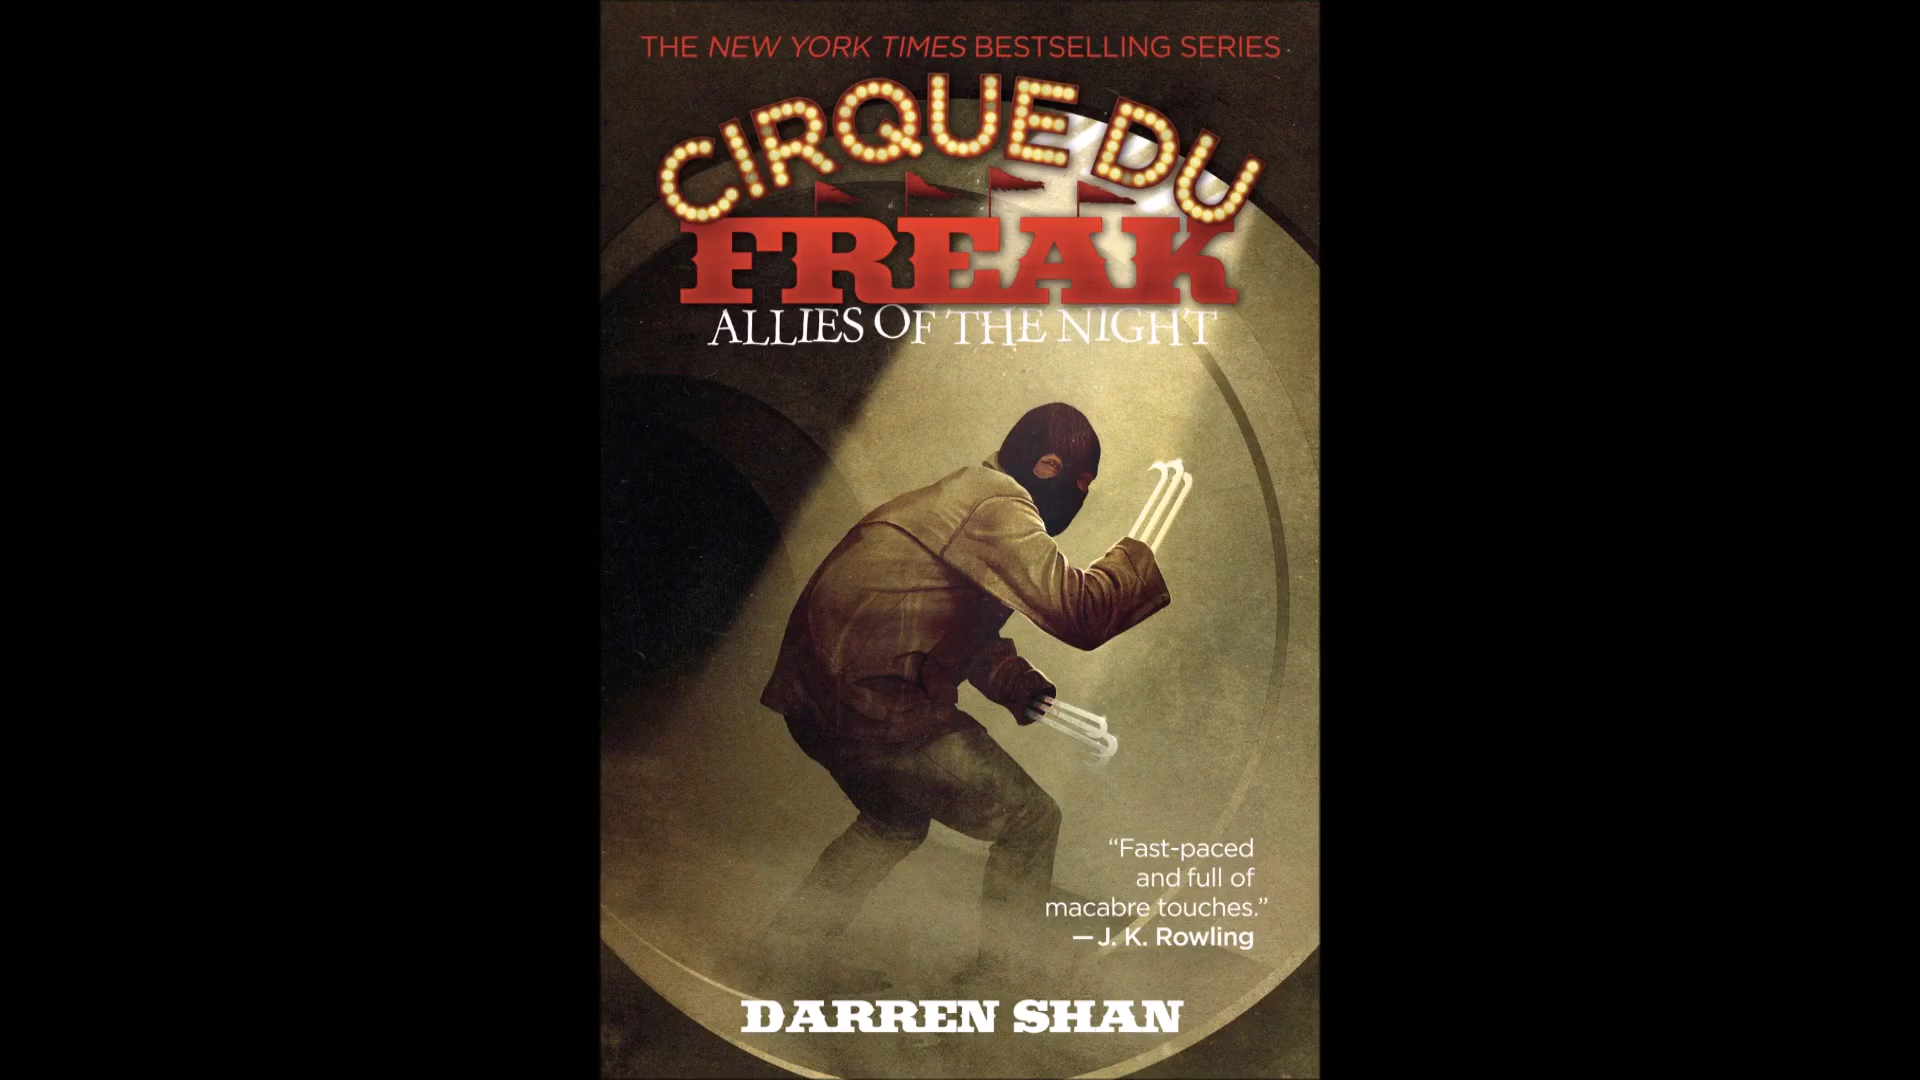 THE NEW YORK TIMES BESTSELLING SERIES
CIRQUE DU
FREAK
ALLIES OF THE NIGHT
“Fast-paced
and full of
macabre touches.”
—J. K. Rowling
DARREN SHAN